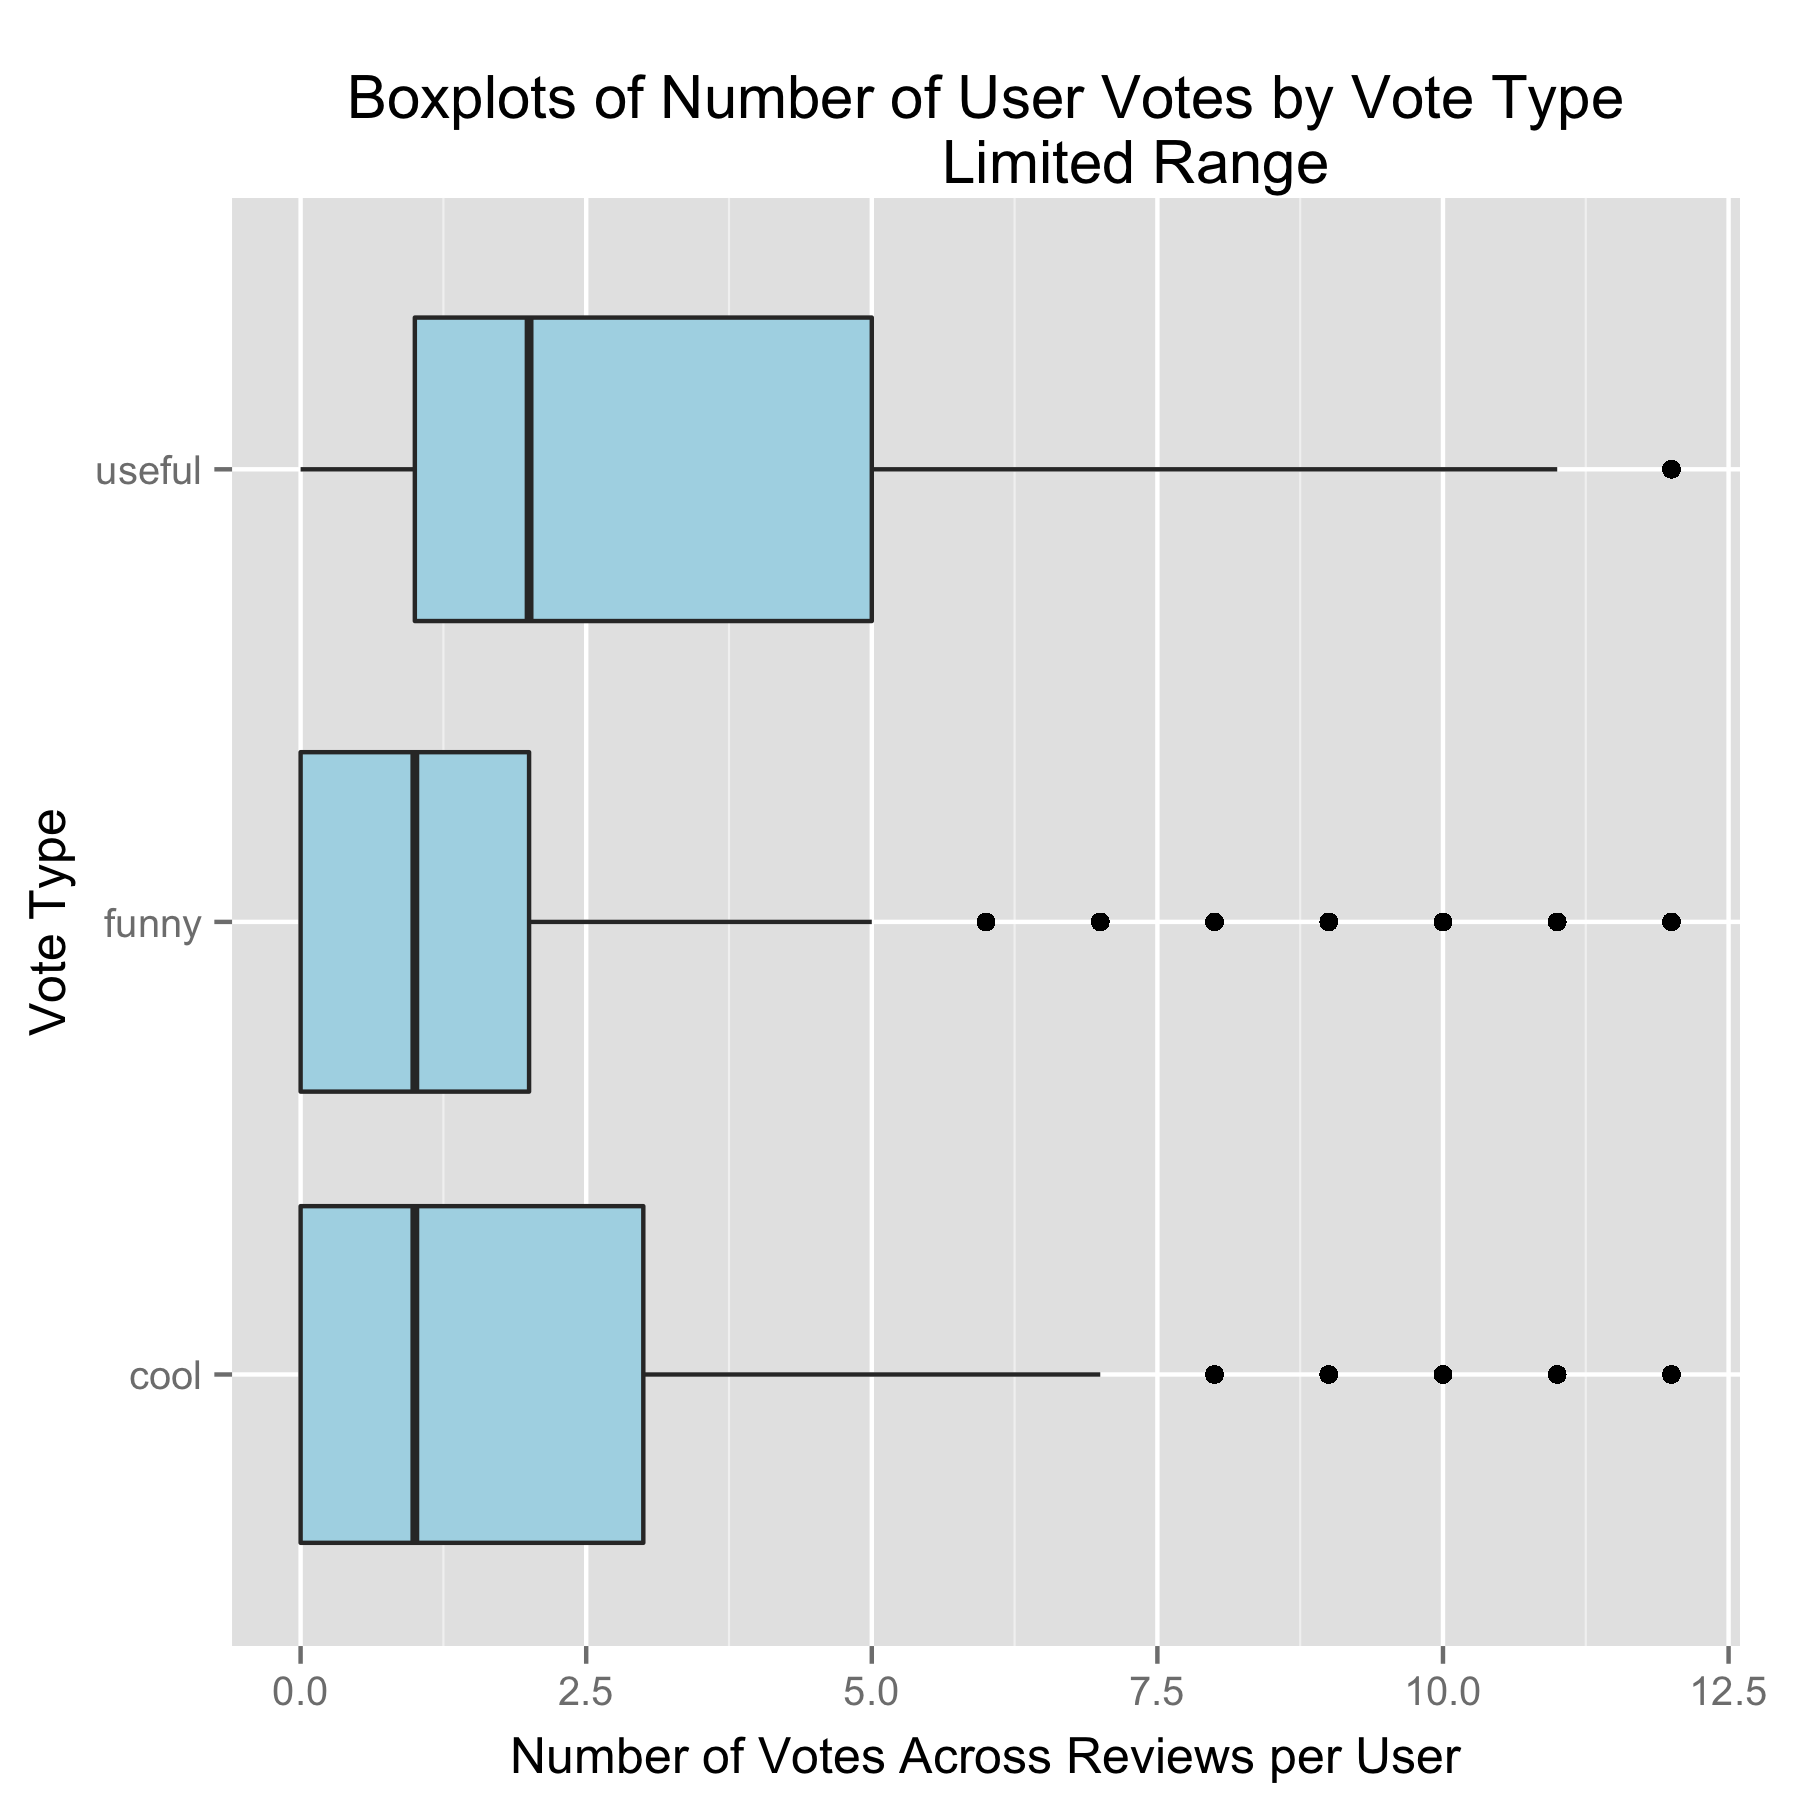 Boxplots of Number of User Votes by Vote Type
Limited Range
Vote Type
useful
funny
cool
0.0 2.5 5.0 7.5 10.0 12.5
Number of Votes Across Reviews per User